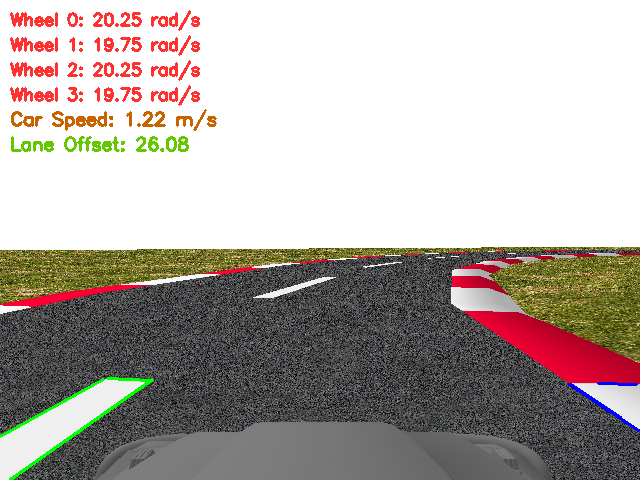 Wheel 0: 20.25 rad/s
Wheel 1: 19.75 rad/s
Wheel 2: 20.25 rad/s
Wheel 3: 19.75 rad/s
Car Speed: 1.22 m/s
Lane Offset: 26.08